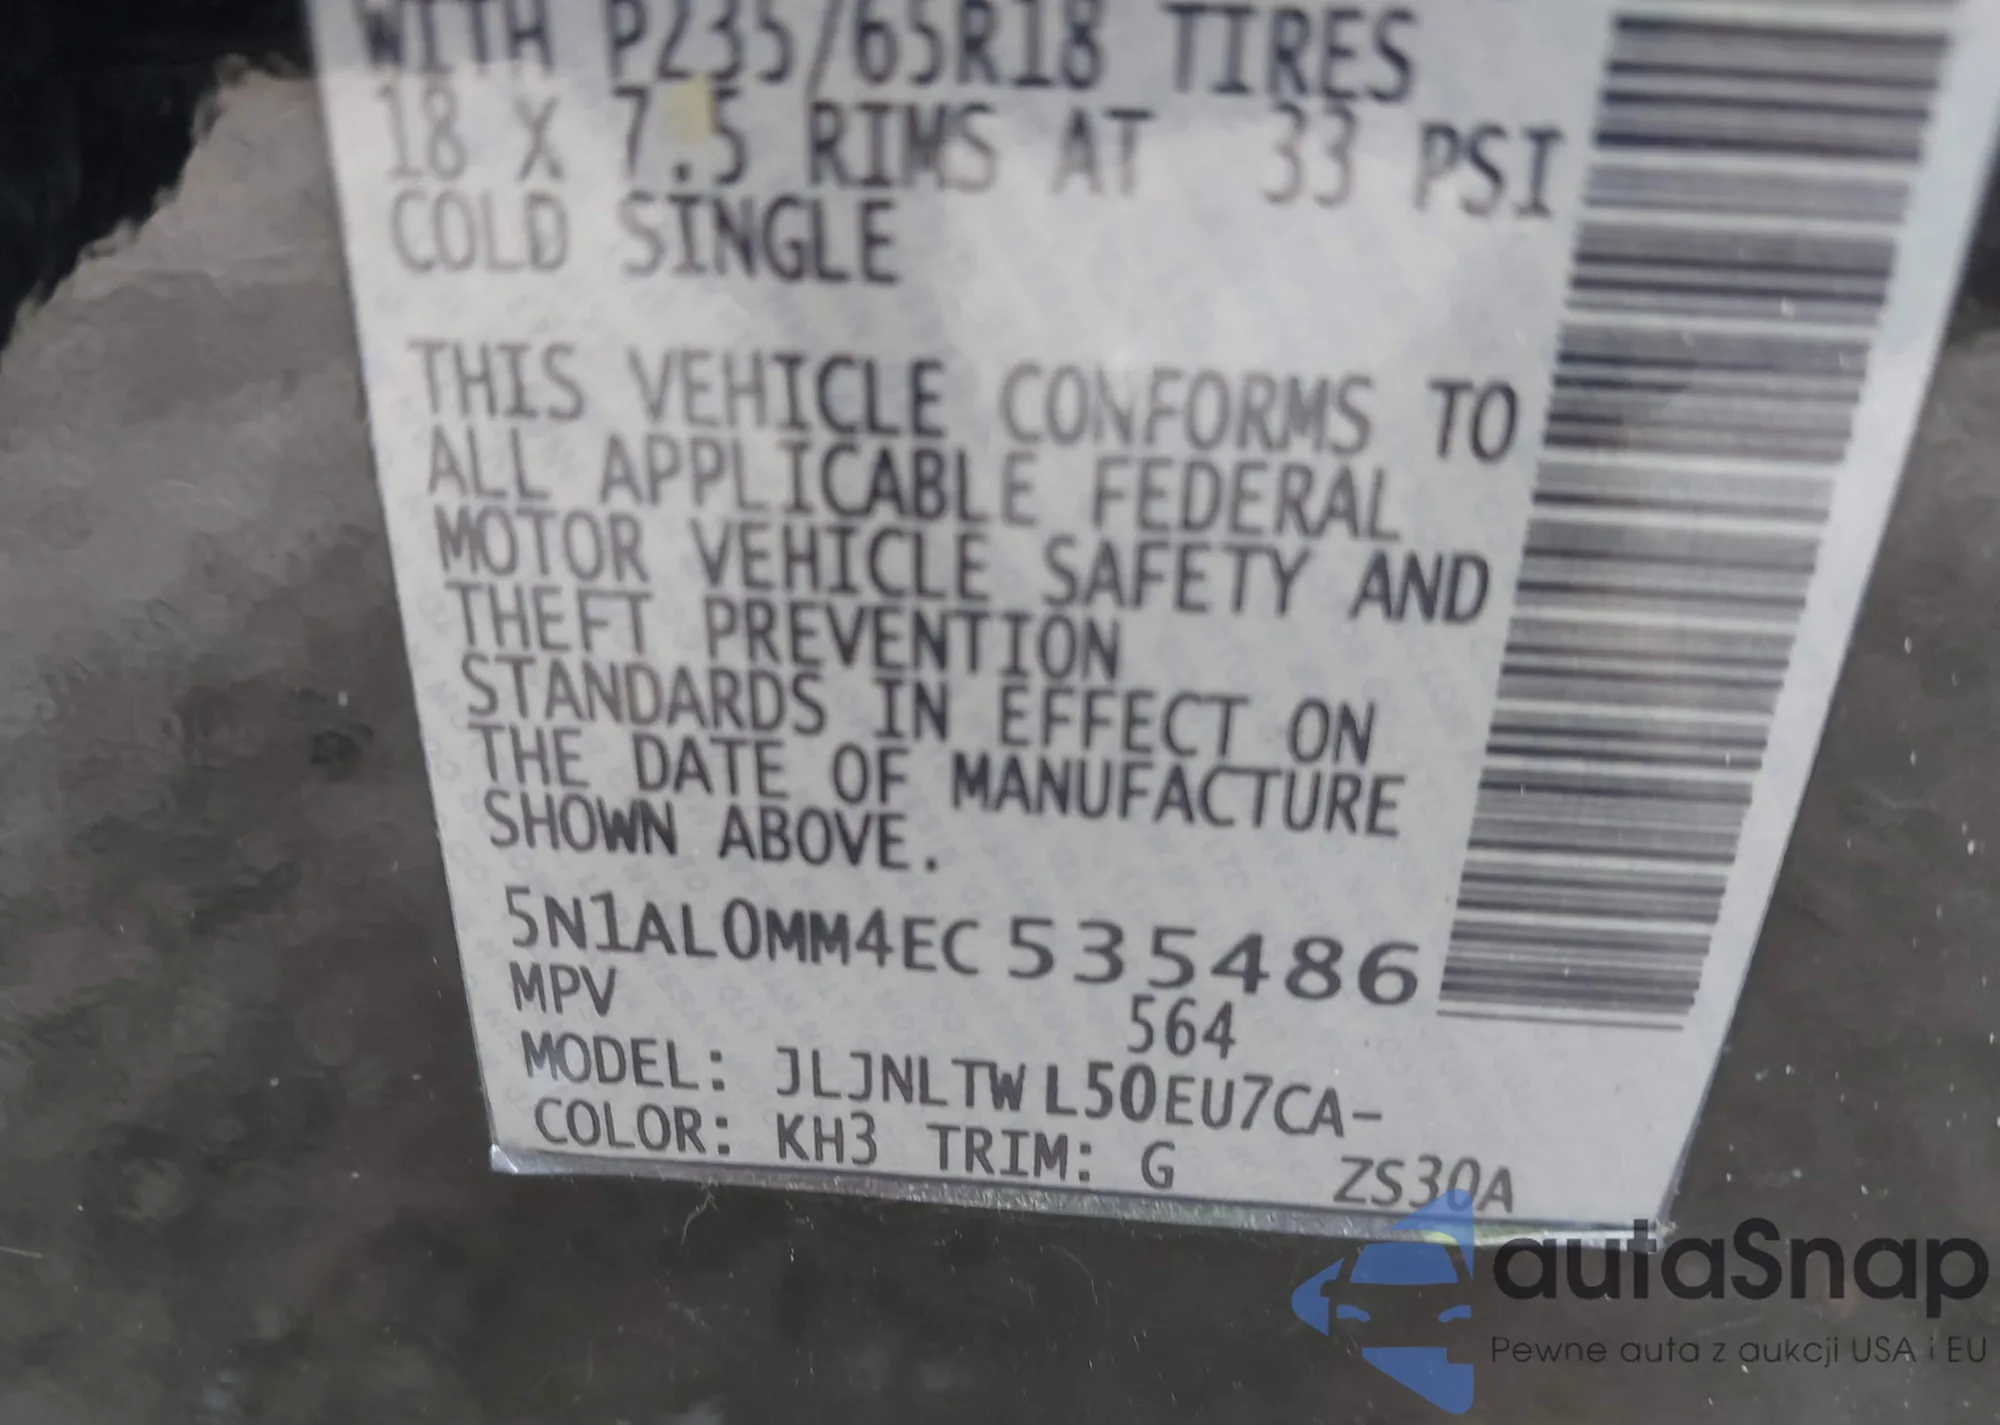 WITH P235/65R18 TIRES
18 X 7.5 RIMS AT 33 PSI
COLD SINGLE
THIS VEHICLE CONFORMS TO
ALL APPLICABLE FEDERAL
MOTOR VEHICLE SAFETY AND
THEFT PREVENTION
STANDARDS IN EFFECT ON
THE DATE OF MANUFACTURE
SHOWN ABOVE.
5N1AL0MM4EC535486
MPV 564
MODEL: JLJNLTWL50EU7CA-
COLOR: KH3 TRIM: G ZS30A
autaSnap
Pewne auta z aukcji USA i EU